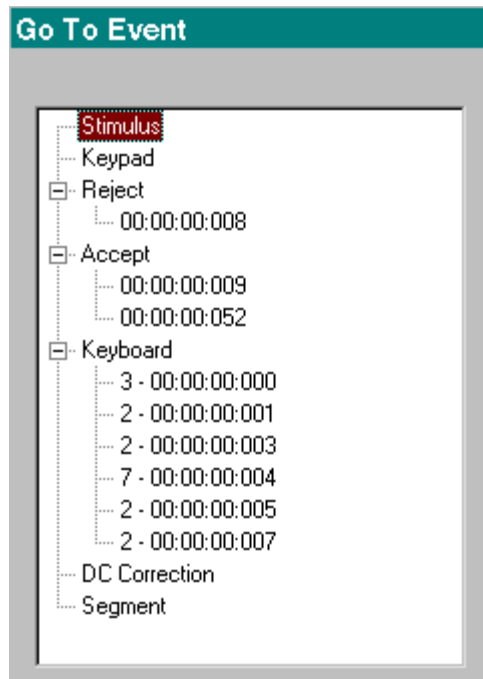 Go To Event
Stimulus
Keypad
Reject
00:00:00:008
Accept
00:00:00:009
00:00:00:052
Keyboard
3 - 00:00:00:000
2 - 00:00:00:001
2 - 00:00:00:003
7 - 00:00:00:004
2 - 00:00:00:005
2 - 00:00:00:007
DC Correction
Segment